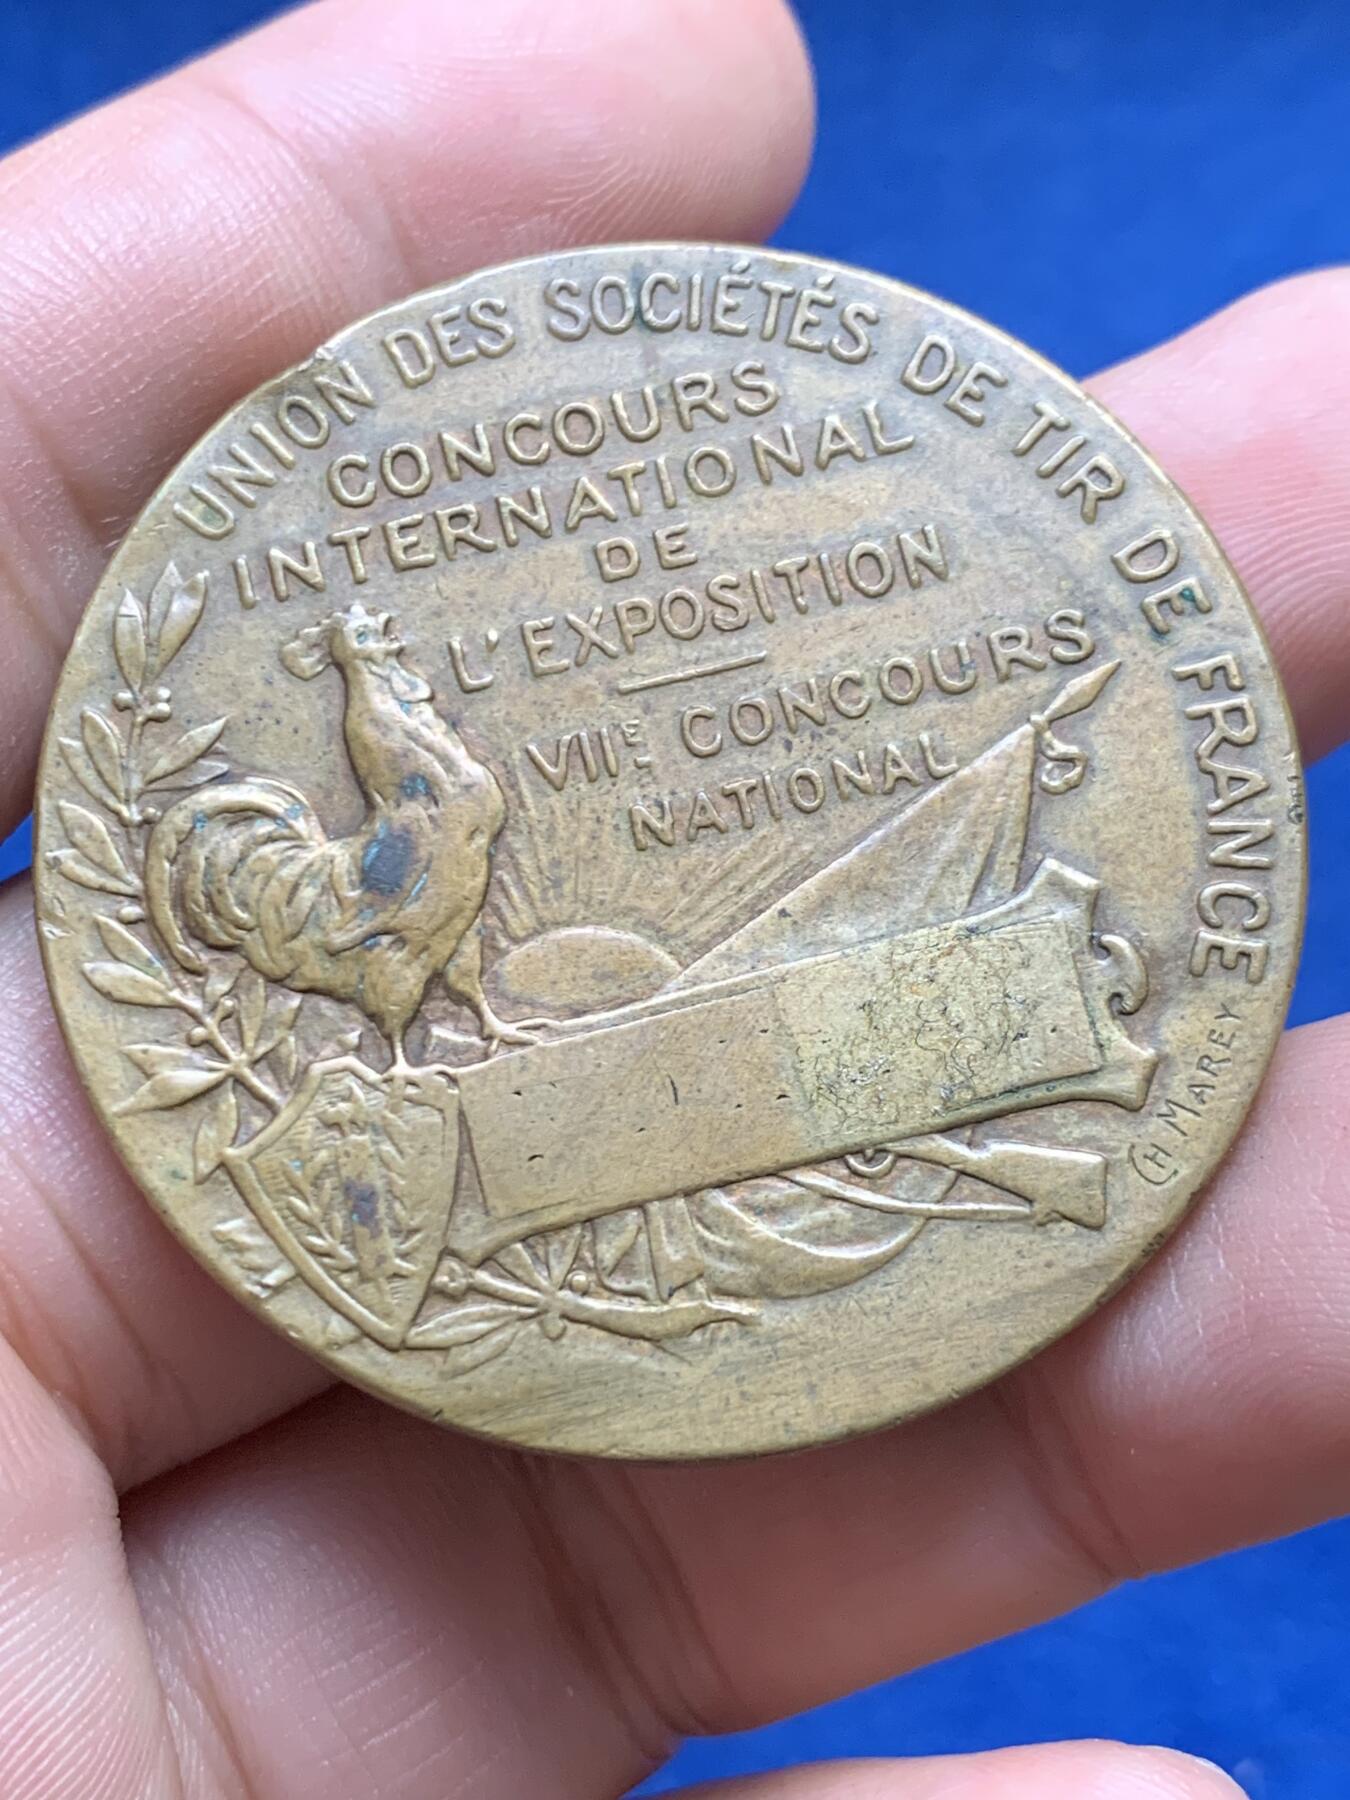 UNION DES SOCIÉTÉS DE TIR DE FRANCE
CONCOURS
INTERNATIONAL
DE
L'EXPOSITION
VIIE CONCOURS
NATIONAL
CH MAREY